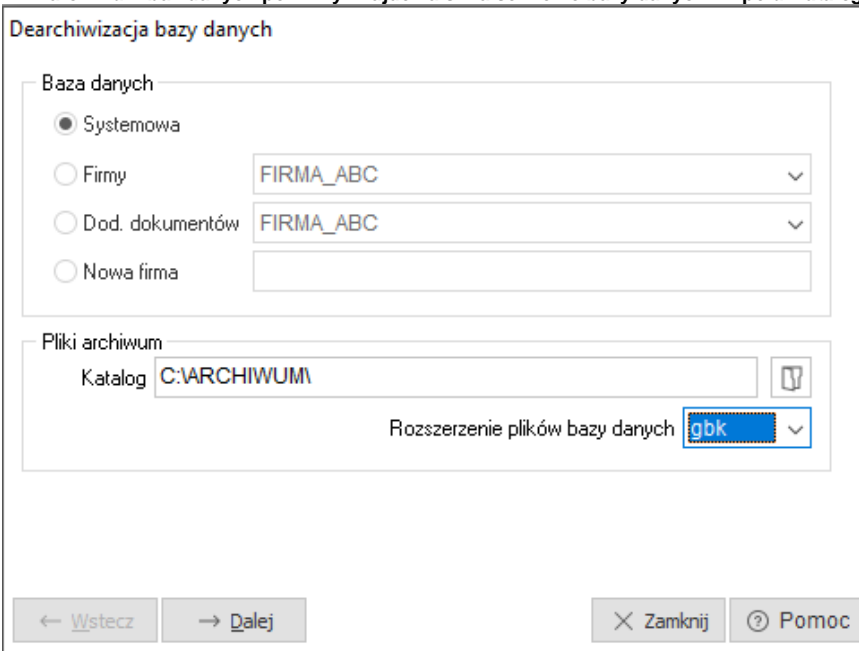 Dearchiwizacja bazy danych
Baza danych
Systemowa
Firmy FIRMA_ABC
Dod. dokumentów FIRMA_ABC
Nowa firma
Pliki archiwum
Katalog C:\ARCHIWUM\
Rozszerzenie plików bazy danych gbk
← Wstecz → Dalej × Zamknij ? Pomoc